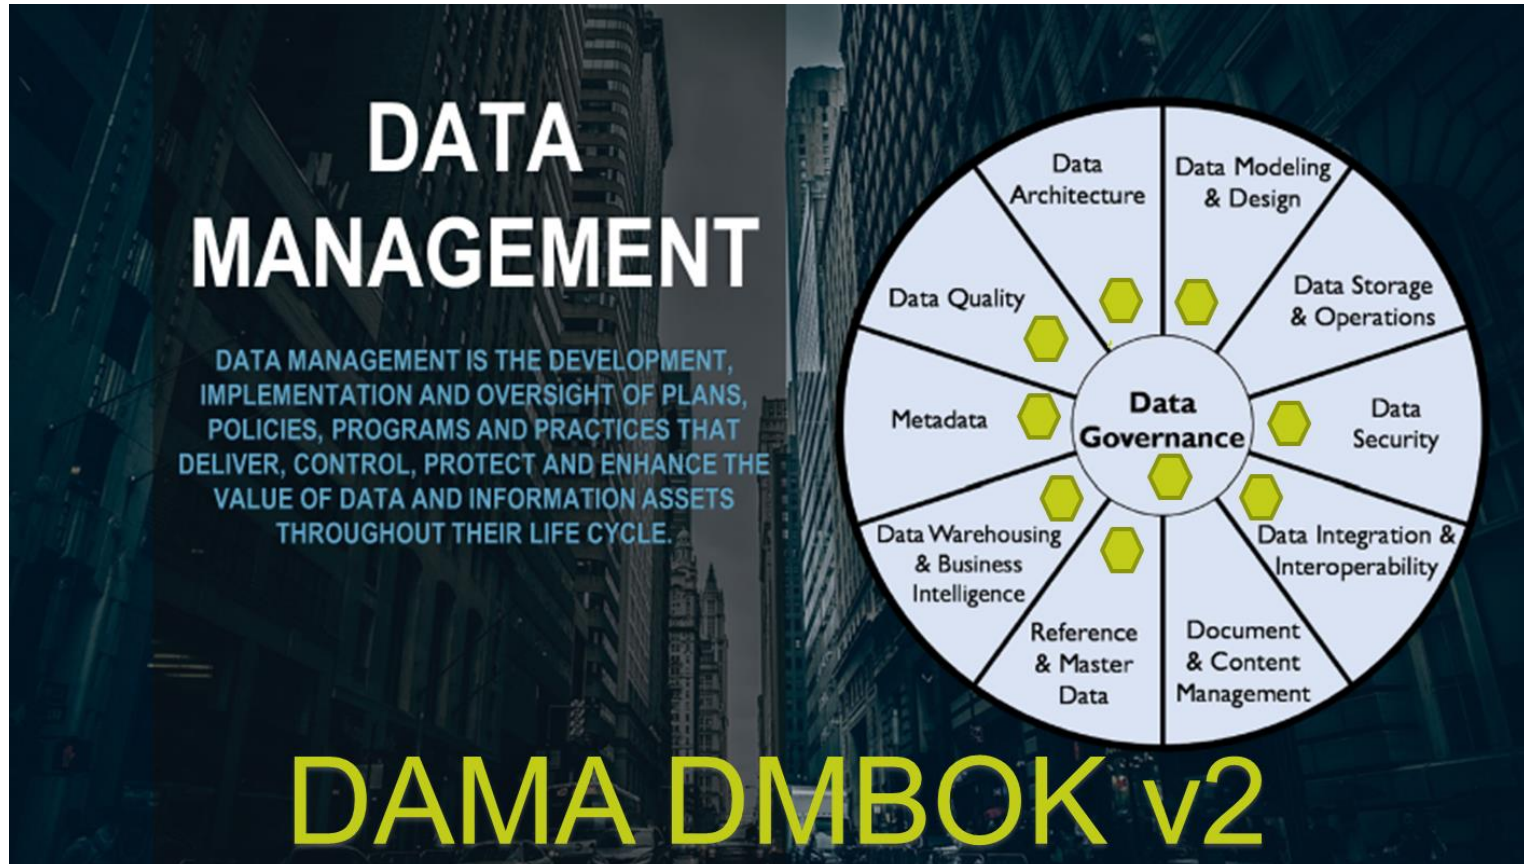 DATA
MANAGEMENT
DATA MANAGEMENT IS THE DEVELOPMENT,
IMPLEMENTATION AND OVERSIGHT OF PLANS,
POLICIES, PROGRAMS AND PRACTICES THAT
DELIVER, CONTROL, PROTECT AND ENHANCE THE
VALUE OF DATA AND INFORMATION ASSETS
THROUGHOUT THEIR LIFE CYCLE.
Data
Architecture
Data Modeling
& Design
Data Storage
& Operations
Data
Security
Data Integration &
Interoperability
Document
& Content
Management
Reference
& Master
Data
Data Warehousing
& Business
Intelligence
Metadata
Data Quality
Data
Governance
DAMA DMBOK v2